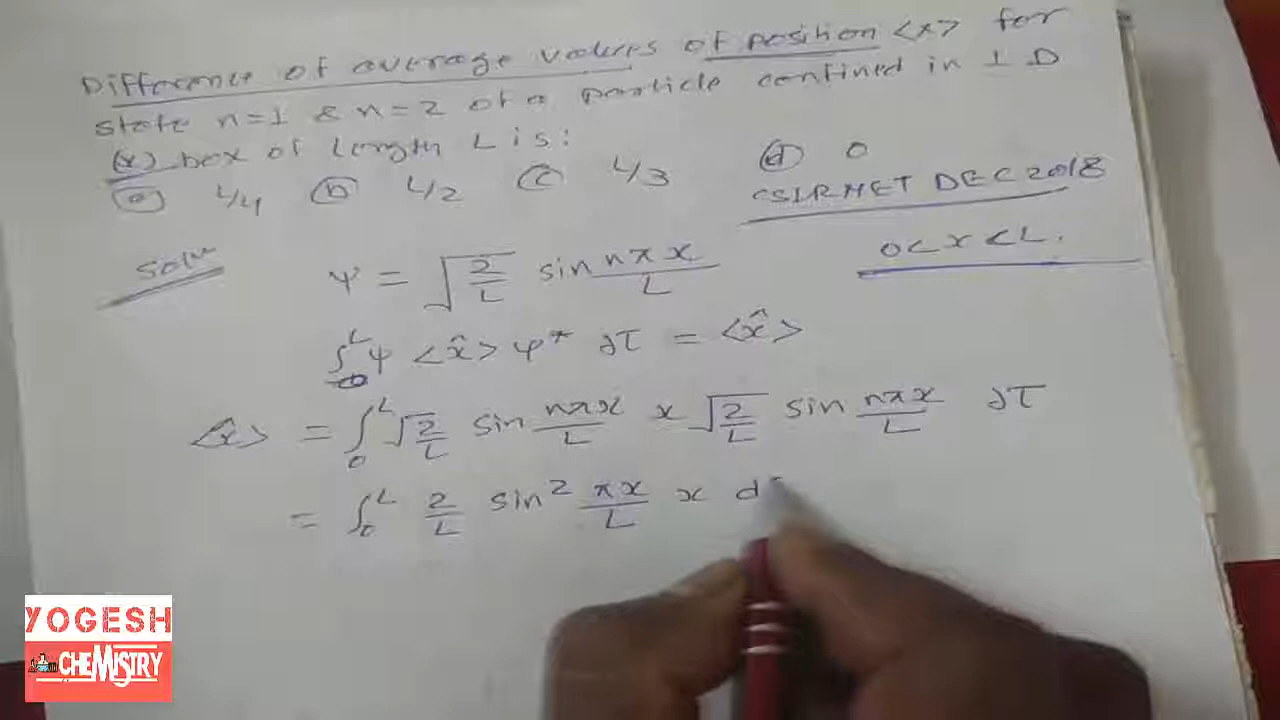 Difference of average values of position <x> for
state n=1 & n=2 of a particle confined in 1 D
(x) box of length L is:
(a) L/4 (b) L/2 (c) L/3 (d) 0
CSIRNET DEC 2018
Soln
0<x<L.
ψ = √2/L sin nπx/L
∫₀ᴸ ψ <x̂> ψ* dτ = <x̂>
<x> = ∫₀ᴸ √2/L sin nπx/L x √2/L sin nπx/L dτ
= ∫₀ᴸ 2/L sin² πx/L x d
YOGESH
CHEMISTRY